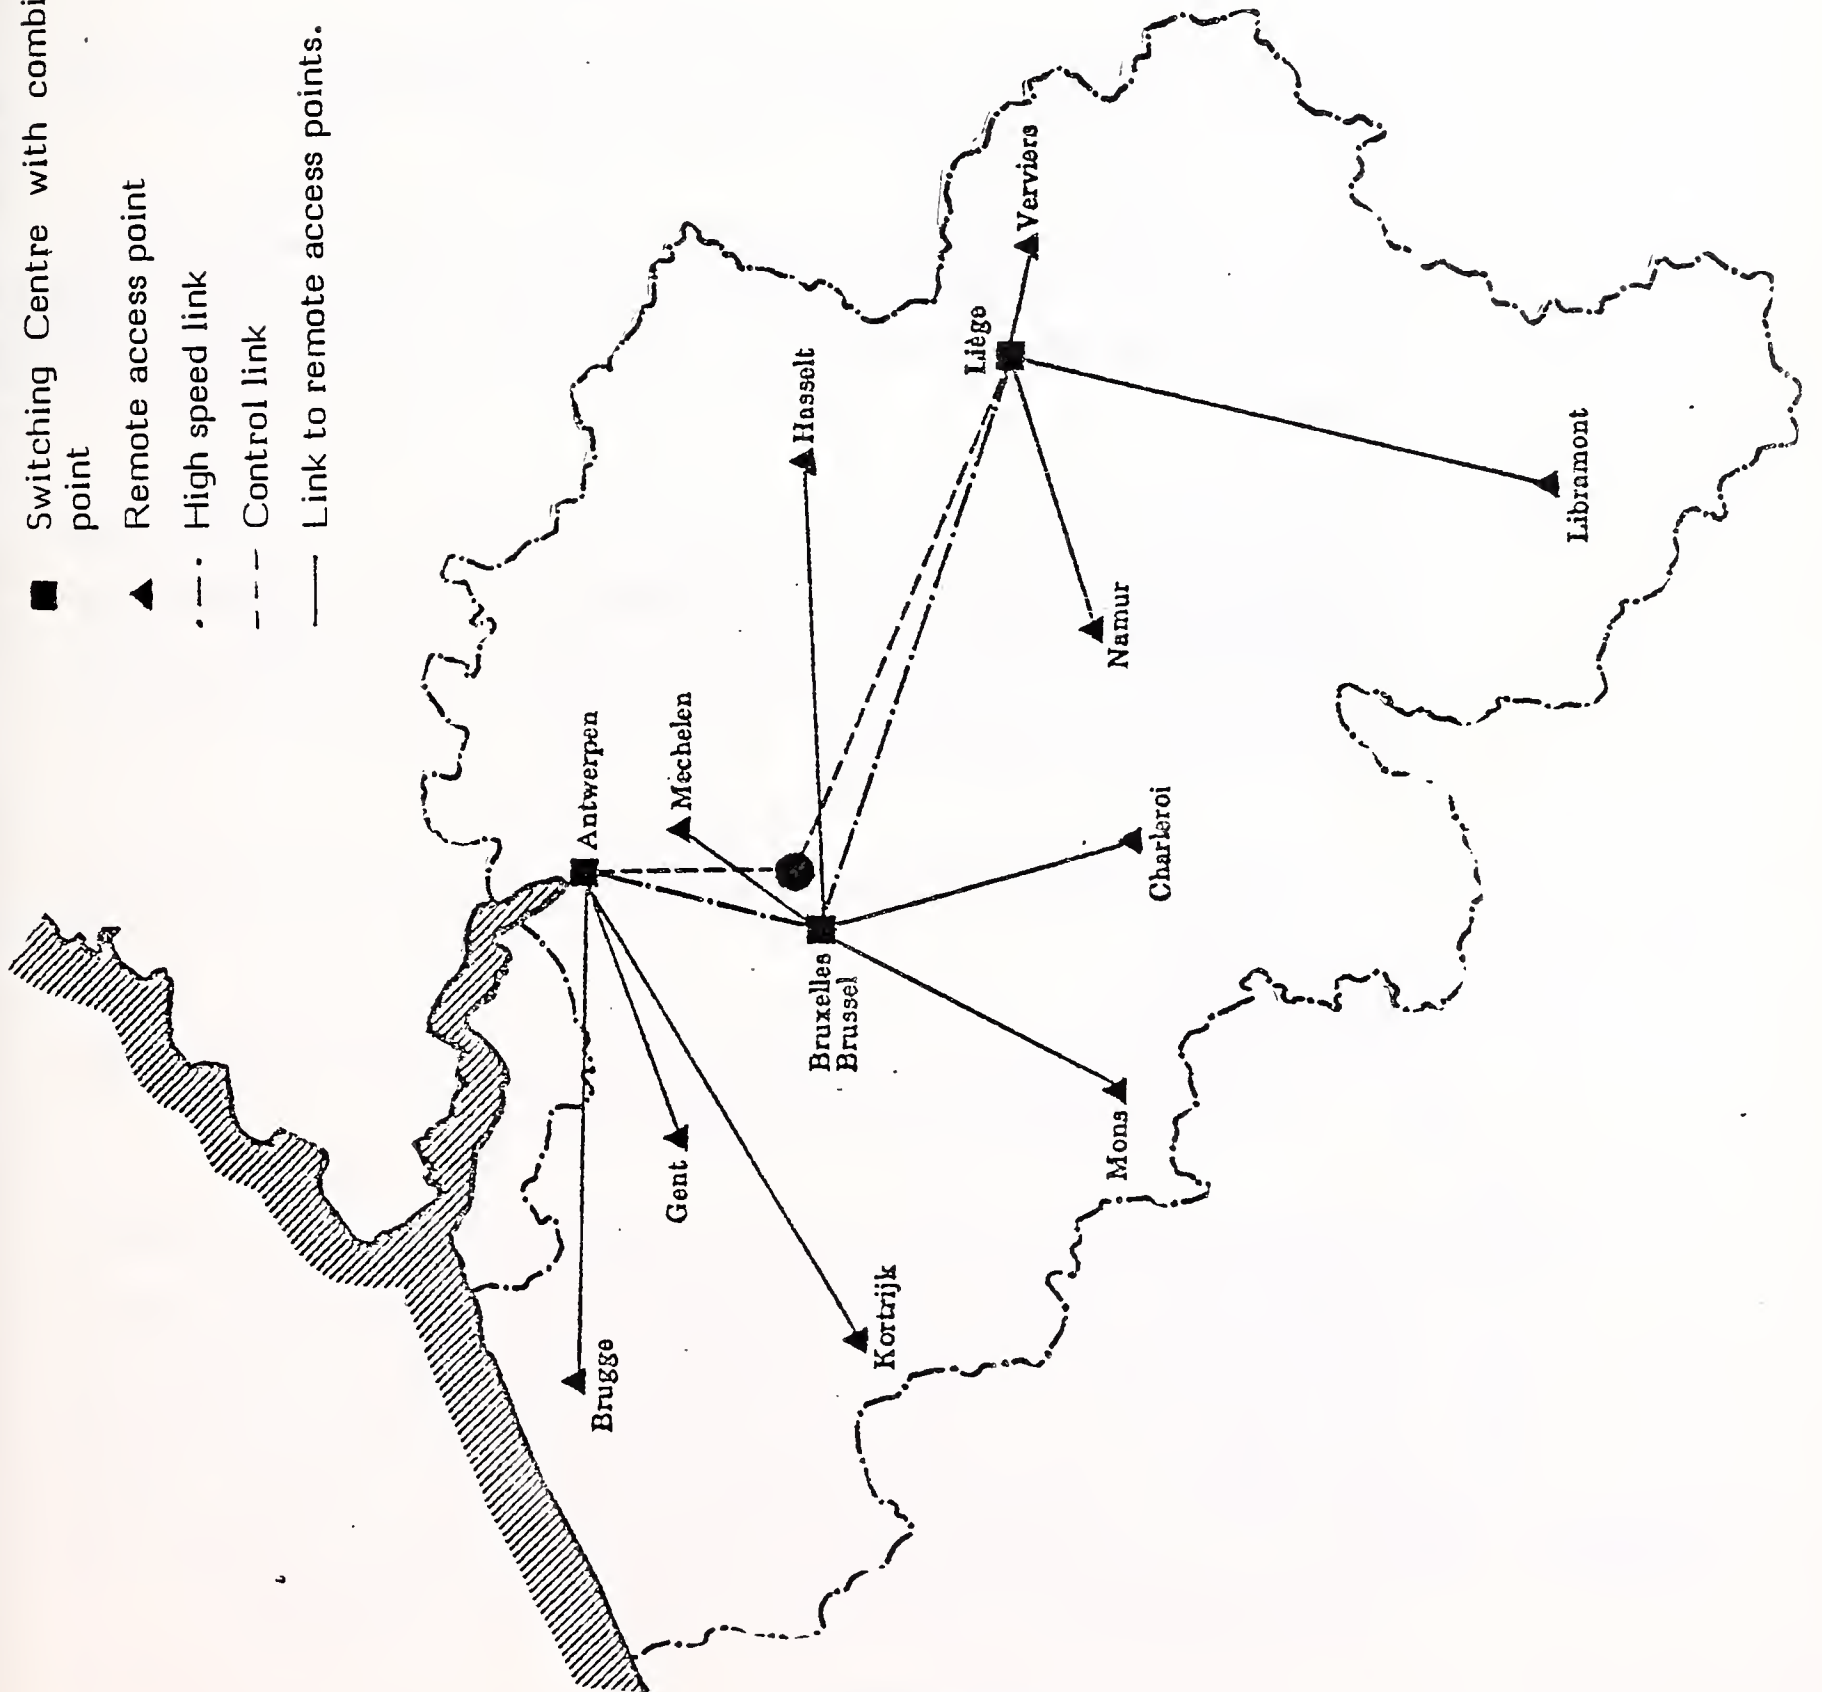 Switching Centre with
point
Remote access point
High speed link
Control link
Link to remote access points.
Antwerpen
Mechelen
Hasselt
Liège
Verviers
Bruxelles
Brussel
Brugge
Gent
Kortrijk
Mons
Charleroi
Namur
Libramont